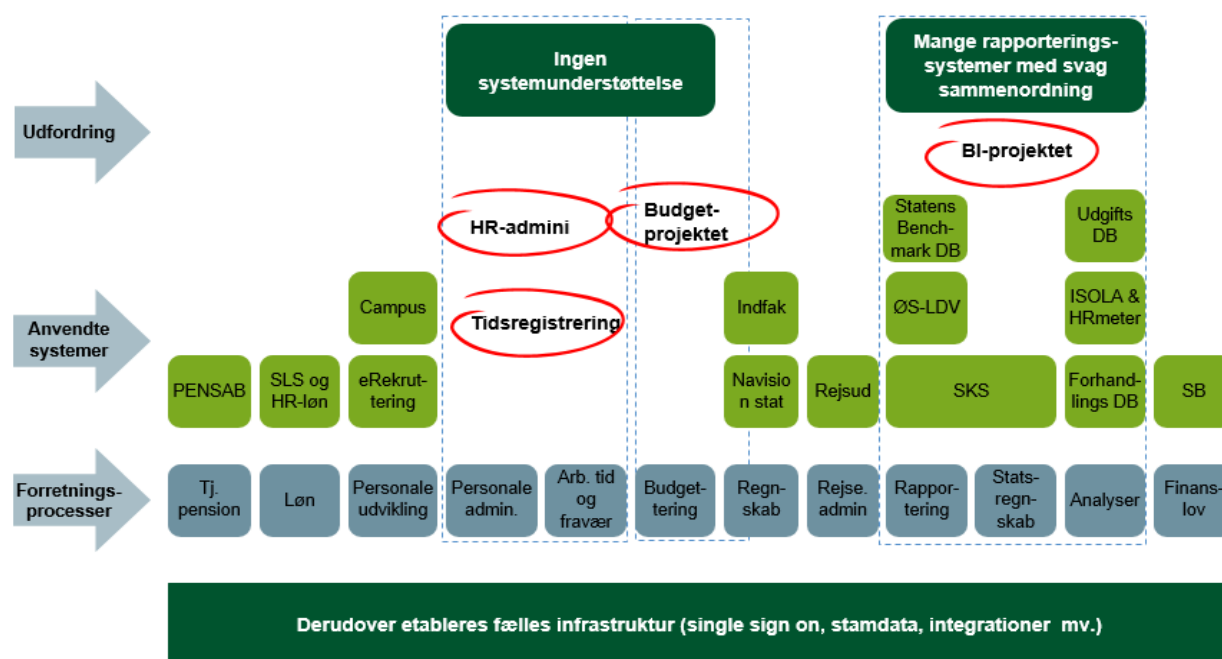 Ingen
systemunderstøttelse
Mange rapporterings-
systemer med svag
sammenordning
Udfordring
BI-projektet
HR-admini
Budget-
projektet
Statens
Bench-
mark DB
Udgifts
DB
Anvendte
systemer
Campus
Tidsregistrering
Indfak
ØS-LDV
ISOLA &
HRmeter
PENSAB
SLS og
HR-løn
eRekrut-
tering
Navisio
n stat
Rejsud
SKS
Forhand-
lings DB
SB
Forretnings-
processer
Tj.
pension
Løn
Personale
udvikling
Personale
admin.
Arb. tid
og
fravær
Budget-
tering
Regn-
skab
Rejse.
admin
Rappor-
tering
Stats-
regn-
skab
Analyser
Finans-
lov
Derudover etableres fælles infrastruktur (single sign on, stamdata, integrationer mv.)